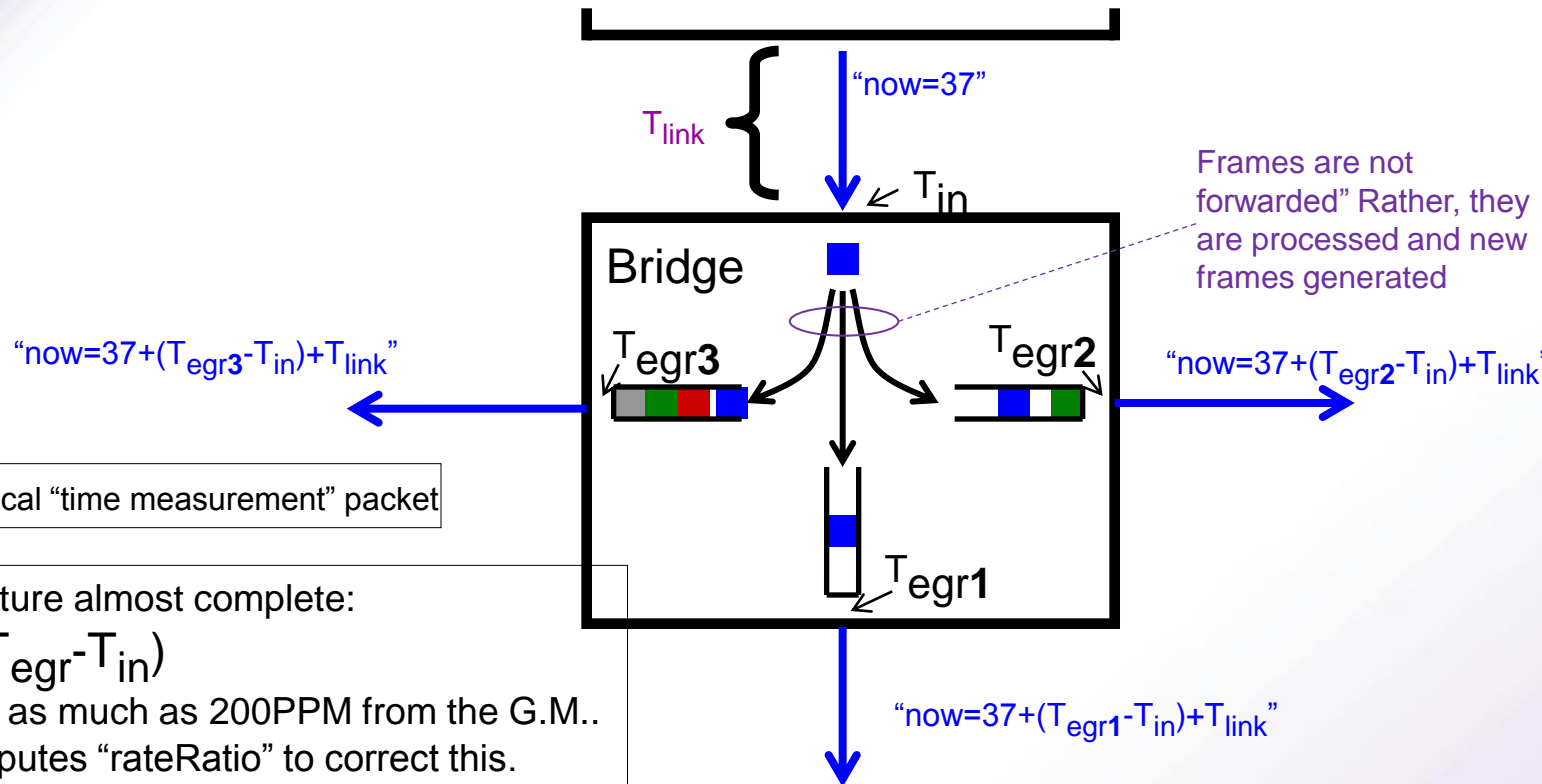 “now=37”
Tlink
Tin
Frames are not
forwarded” Rather, they
are processed and new
frames generated
Bridge
“now=37+(Tegr3-Tin)+Tlink”
Tegr3
Tegr2
“now=37+(Tegr2-Tin)+Tlink”
cal “time measurement” packet
Tegr1
ture almost complete:
egr-Tin)
as much as 200PPM from the G.M..
putes “rateRatio” to correct this.
“now=37+(Tegr1-Tin)+Tlink”